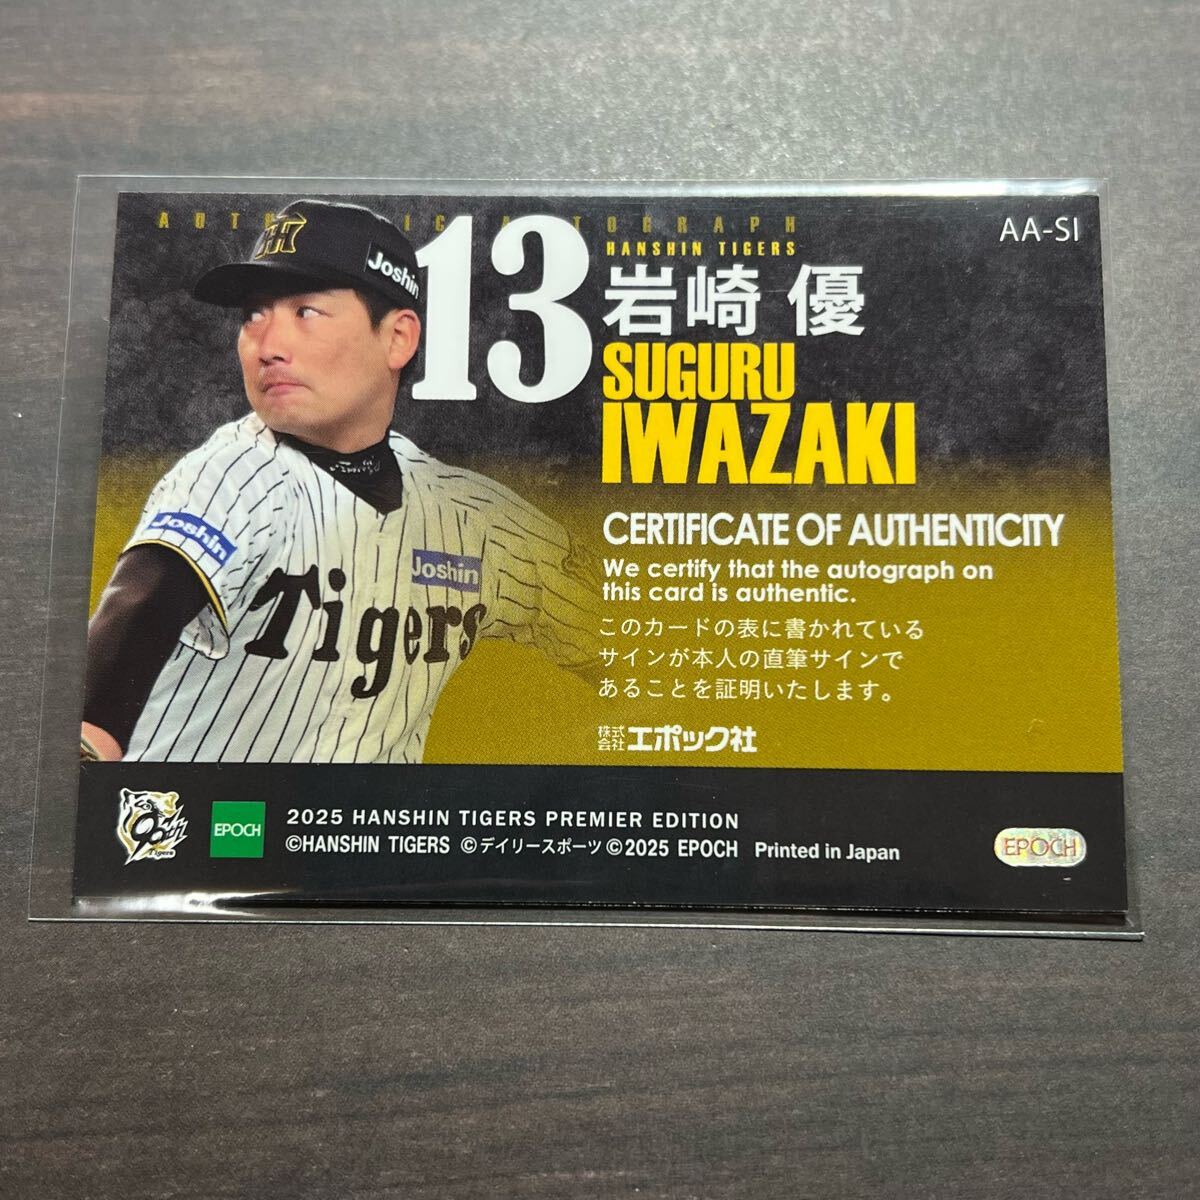 AUTHENTIC AUTOGRAPH
HANSHIN TIGERS
AA-SI
13
岩崎 優
SUGURU
IWAZAKI
CERTIFICATE OF AUTHENTICITY
We certify that the autograph on
this card is authentic.
このカードの表に書かれている
サインが本人の直筆サインで
あることを証明いたします。
株式会社 エポック社
Joshin
Joshin
Joshin
Tigers
90th
Tigers
EPOCH
2025 HANSHIN TIGERS PREMIER EDITION
©HANSHIN TIGERS ©デイリースポーツ ©2025 EPOCH Printed in Japan
EPOCH